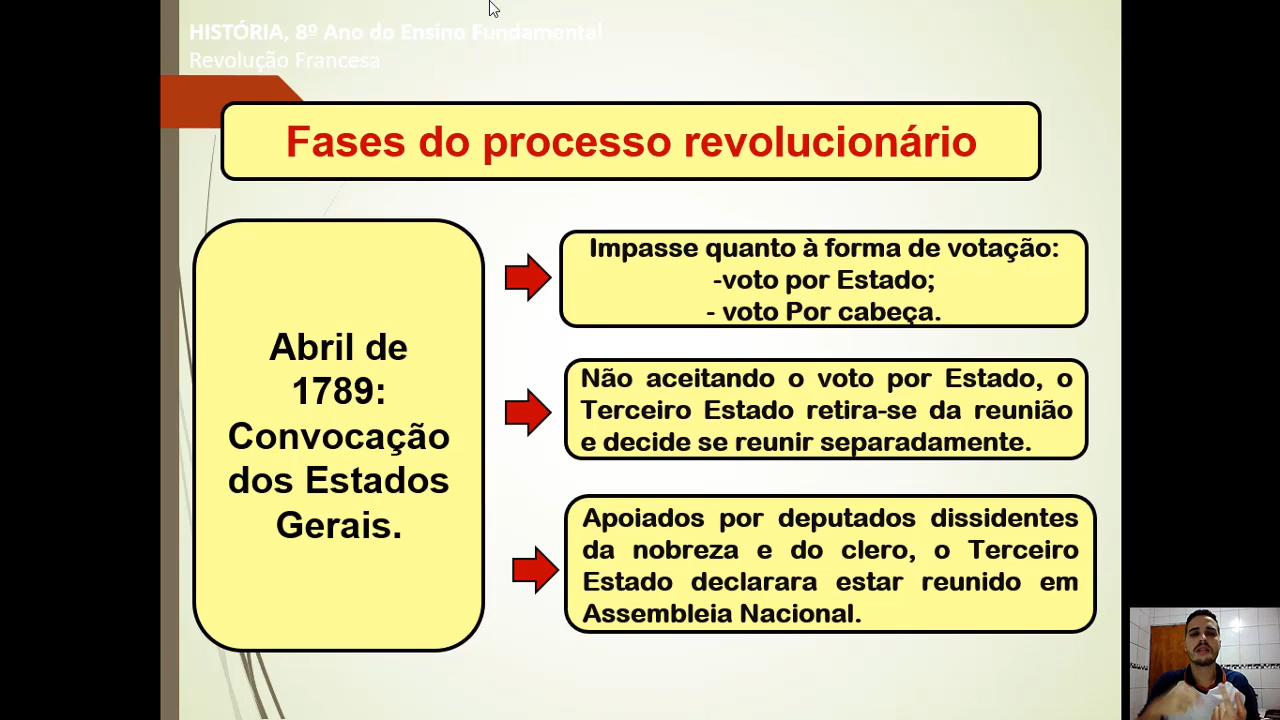 HISTÓRIA, 8º Ano do Ensino Fundamental
Revolução Francesa
Fases do processo revolucionário
Abril de
1789:
Convocação
dos Estados
Gerais.
Impasse quanto à forma de votação:
-voto por Estado;
- voto Por cabeça.
Não aceitando o voto por Estado, o
Terceiro Estado retira-se da reunião
e decide se reunir separadamente.
Apoiados por deputados dissidentes
da nobreza e do clero, o Terceiro
Estado declarara estar reunido em
Assembleia Nacional.